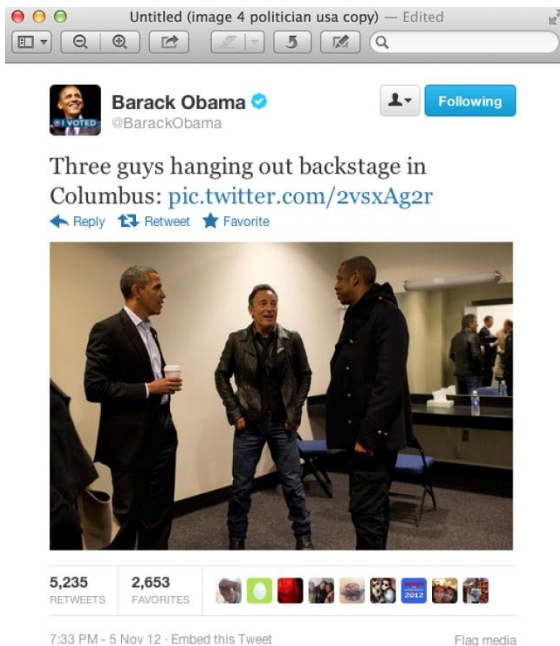 Untitled (image 4 politician usa copy) — Edited
I VOTED
Barack Obama
@BarackObama
Following
Three guys hanging out backstage in
Columbus: pic.twitter.com/2vsxAg2r
Reply Retweet Favorite
5,235 2,653
RETWEETS FAVORITES
2012
7:33 PM - 5 Nov 12 · Embed this Tweet Flag media